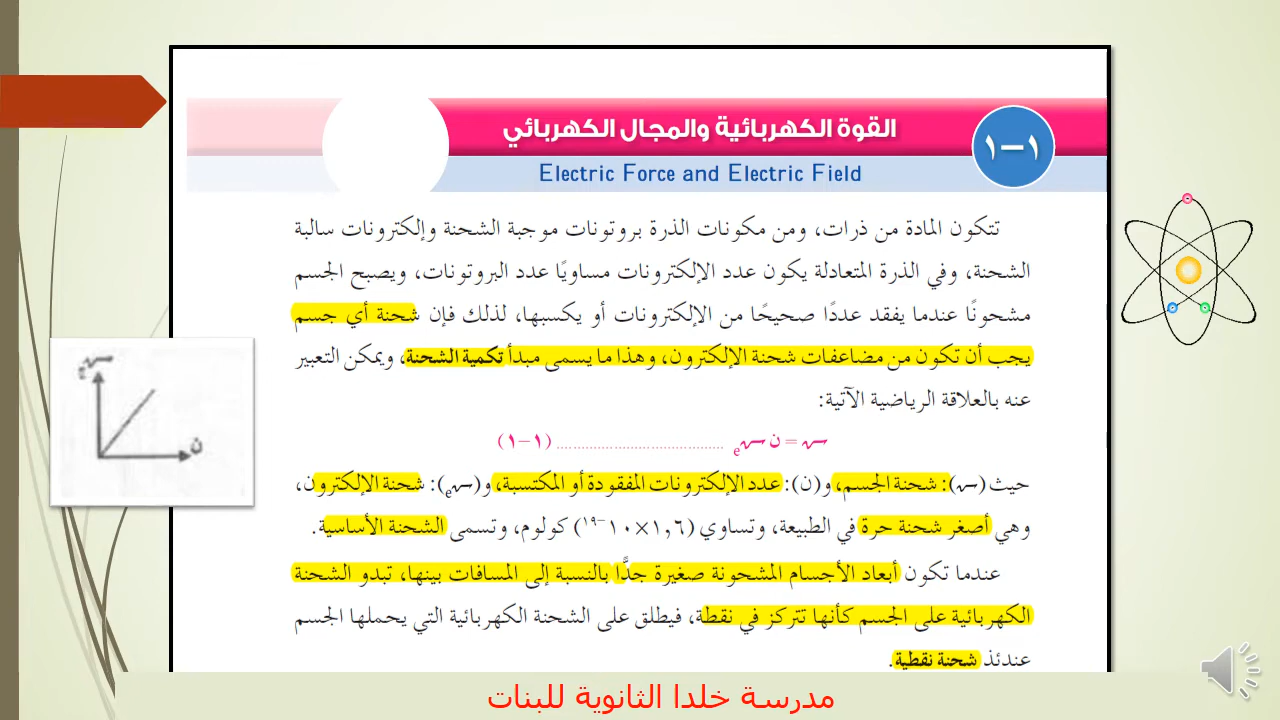 القوة الكهربائية والمجال الكهربائي
١-١
Electric Force and Electric Field
تتكون المادة من ذرات، ومن مكونات الذرة بروتونات موجبة الشحنة وإلكترونات سالبة
الشحنة، وفي الذرة المتعادلة يكون عدد الإلكترونات مساويًا عدد البروتونات، ويصبح الجسم
مشحونًا عندما يفقد عددًا صحيحًا من الإلكترونات أو يكسبها، لذلك فإن شحنة أي جسم
يجب أن تكون من مضاعفات شحنة الإلكترون، وهذا ما يسمى مبدأ تكمية الشحنة، ويمكن التعبير
عنه بالعلاقة الرياضية الآتية:
سـ = ن سـe ........................................ (١-١)
حيث (سـ): شحنة الجسم، و(ن): عدد الإلكترونات المفقودة أو المكتسبة، و(سـe): شحنة الإلكترون،
وهي أصغر شحنة حرة في الطبيعة، وتساوي (١,٦×١٠⁻¹⁹) كولوم، وتسمى الشحنة الأساسية.
عندما تكون أبعاد الأجسام المشحونة صغيرة جدًّا بالنسبة إلى المسافات بينها، تبدو الشحنة
الكهربائية على الجسم كأنها تتركز في نقطة، فيطلق على الشحنة الكهربائية التي يحملها الجسم
عندئذ شحنة نقطية.
ن
مدرسة خلدا الثانوية للبنات